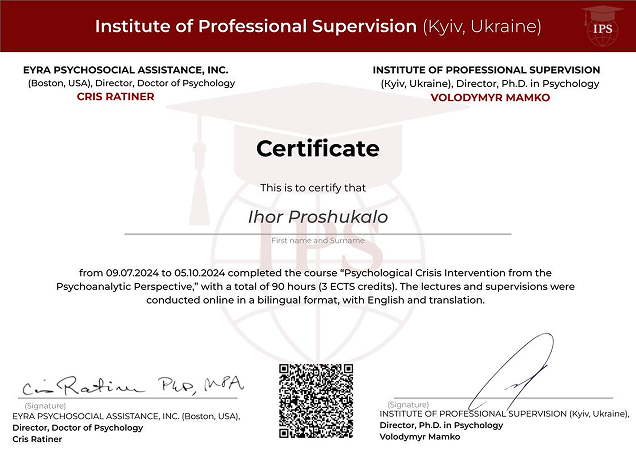 Institute of Professional Supervision (Kyiv, Ukraine)
IPS
EYRA PSYCHOSOCIAL ASSISTANCE, INC.
(Boston, USA), Director, Doctor of Psychology
CRIS RATINER
INSTITUTE OF PROFESSIONAL SUPERVISION
(Kyiv, Ukraine), Director, Ph.D. in Psychology
VOLODYMYR MAMKO
Certificate
This is to certify that
Ihor Proshukalo
First name and Surname
IPS
from 09.07.2024 to 05.10.2024 completed the course “Psychological Crisis Intervention from the
Psychoanalytic Perspective,” with a total of 90 hours (3 ECTS credits). The lectures and supervisions were
conducted online in a bilingual format, with English and translation.
Cris Ratiner PhD, MPA
(Signature)
EYRA PSYCHOSOCIAL ASSISTANCE, INC. (Boston, USA),
Director, Doctor of Psychology
Cris Ratiner
(Signature)
INSTITUTE OF PROFESSIONAL SUPERVISION (Kyiv, Ukraine),
Director, Ph.D. in Psychology
Volodymyr Mamko